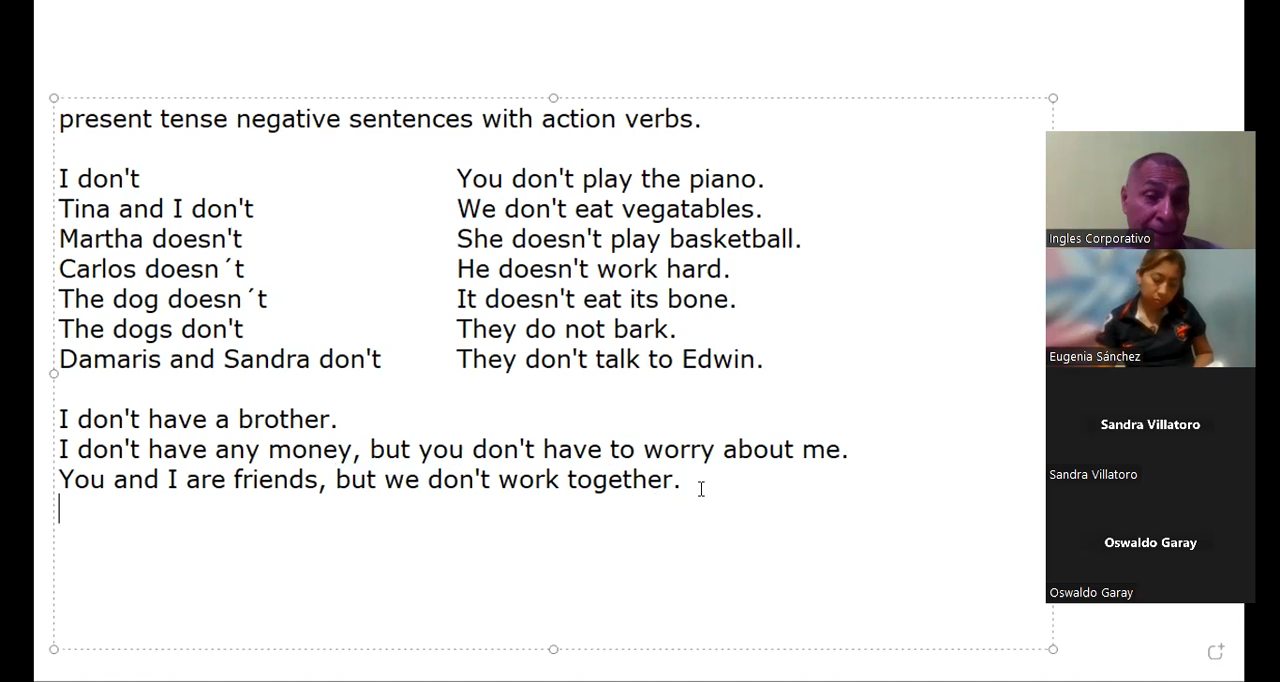 present tense negative sentences with action verbs.
I don't
Tina and I don't
Martha doesn't
Carlos doesn´t
The dog doesn´t
The dogs don't
Damaris and Sandra don't
You don't play the piano.
We don't eat vegatables.
She doesn't play basketball.
He doesn't work hard.
It doesn't eat its bone.
They do not bark.
They don't talk to Edwin.
I don't have a brother.
I don't have any money, but you don't have to worry about me.
You and I are friends, but we don't work together.
Ingles Corporativo
Eugenia Sánchez
Sandra Villatoro
Sandra Villatoro
Oswaldo Garay
Oswaldo Garay